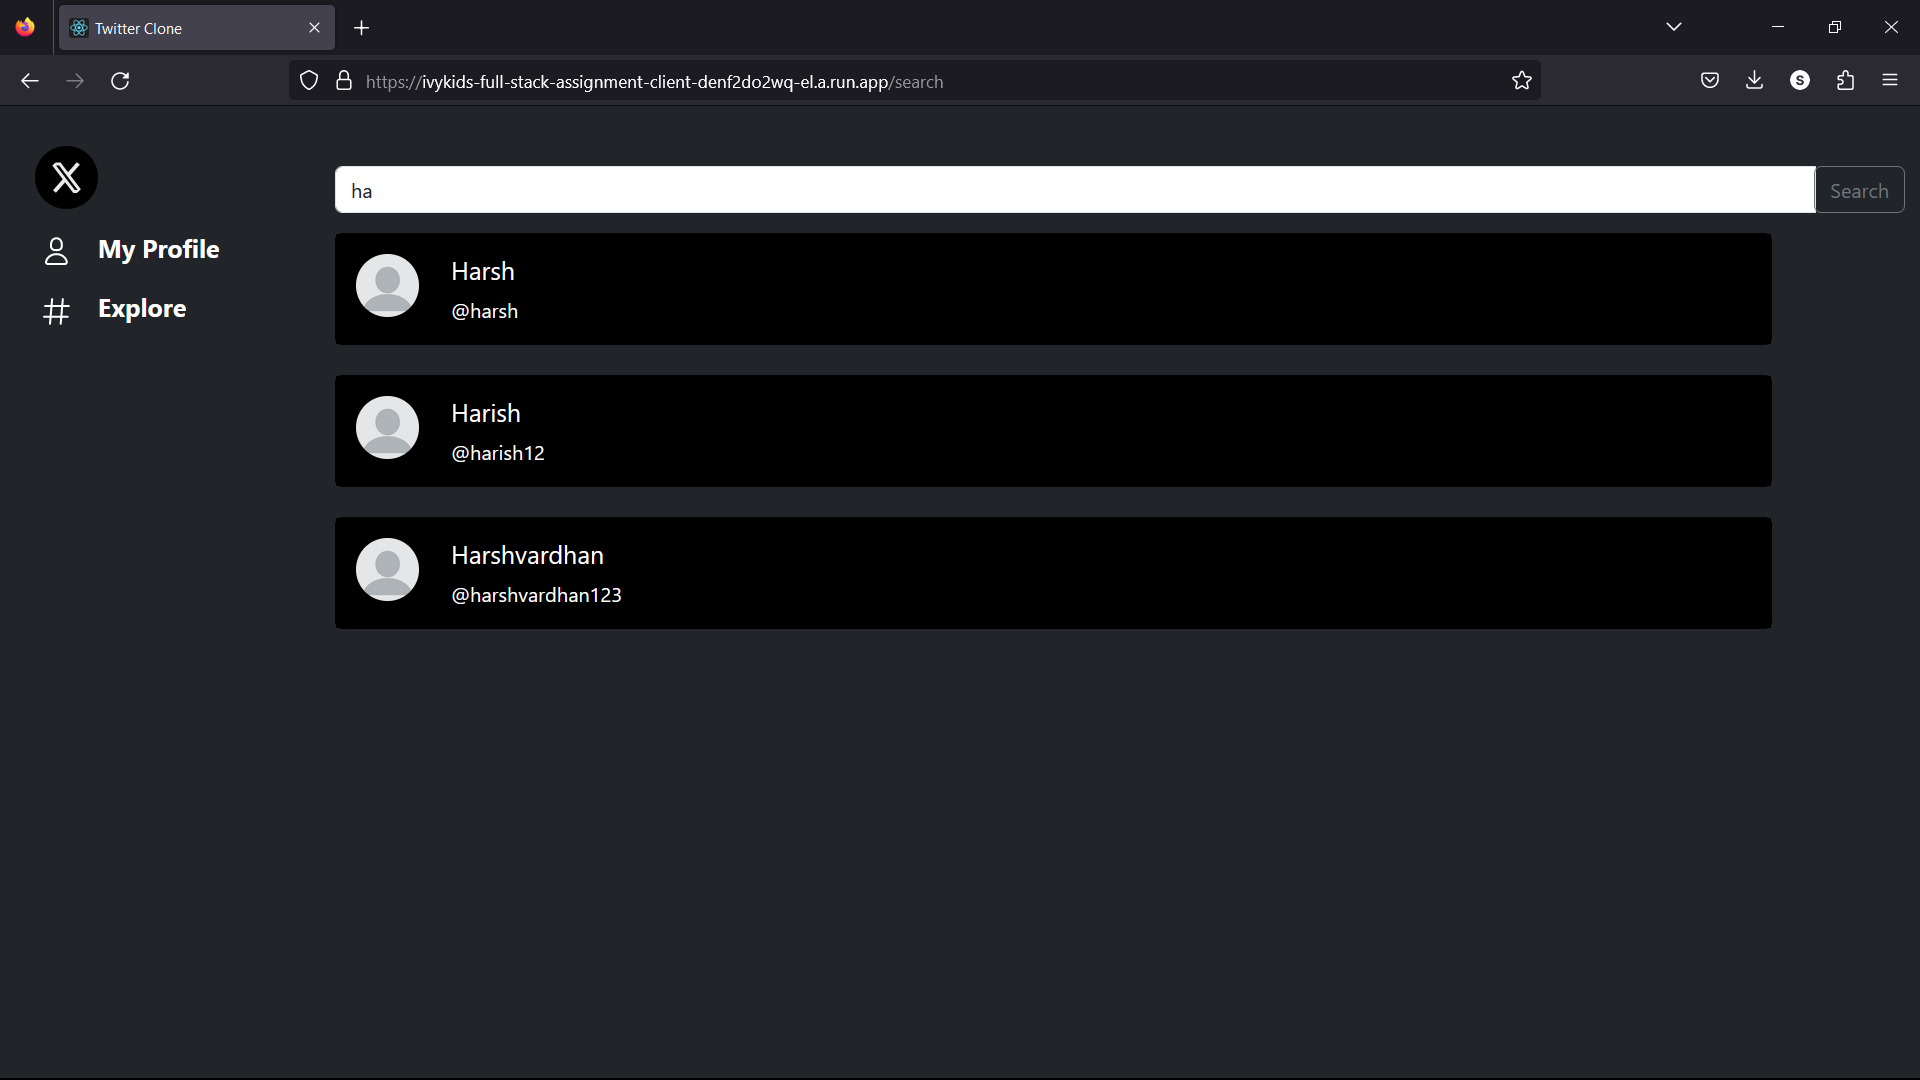 Twitter Clone
https://ivykids-full-stack-assignment-client-denf2do2wq-el.a.run.app/search
S
X
My Profile
Explore
ha
Search
Harsh
@harsh
Harish
@harish12
Harshvardhan
@harshvardhan123